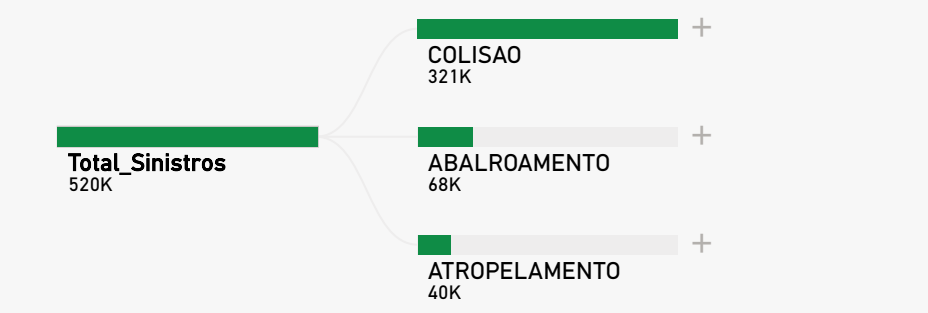 COLISAO
321K
Total_Sinistros
520K
ABALROAMENTO
68K
ATROPELAMENTO
40K